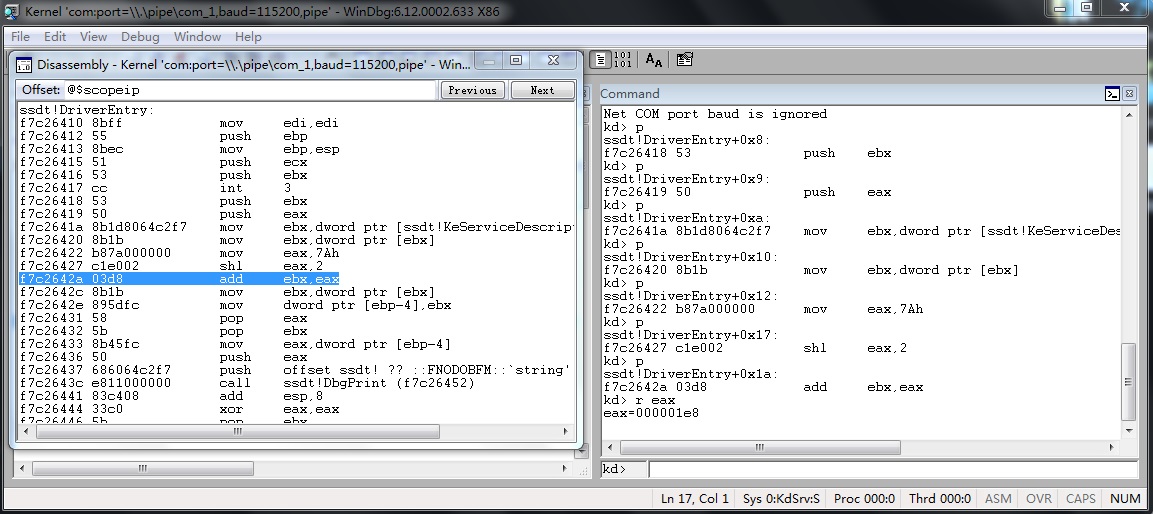 Kernel 'com:port=\\.\pipe\com_1,baud=115200,pipe' - WinDbg:6.12.0002.633 X86
File Edit View Debug Window Help
Disassembly - Kernel 'com:port=\\.\pipe\com_1,baud=115200,pipe' - Win...
Offset: @$scopeip Previous Next
ssdt!DriverEntry:
f7c26410 8bff mov edi,edi
f7c26412 55 push ebp
f7c26413 8bec mov ebp,esp
f7c26415 51 push ecx
f7c26416 53 push ebx
f7c26417 cc int 3
f7c26418 53 push ebx
f7c26419 50 push eax
f7c2641a 8b1d8064c2f7 mov ebx,dword ptr [ssdt!KeServiceDescript
f7c26420 8b1b mov ebx,dword ptr [ebx]
f7c26422 b87a000000 mov eax,7Ah
f7c26427 c1e002 shl eax,2
f7c2642a 03d8 add ebx,eax
f7c2642c 8b1b mov ebx,dword ptr [ebx]
f7c2642e 895dfc mov dword ptr [ebp-4],ebx
f7c26431 58 pop eax
f7c26432 5b pop ebx
f7c26433 8b45fc mov eax,dword ptr [ebp-4]
f7c26436 50 push eax
f7c26437 686064c2f7 push offset ssdt! ?? ::FNODOBFM::`string'
f7c2643c e811000000 call ssdt!DbgPrint (f7c26452)
f7c26441 83c408 add esp,8
f7c26444 33c0 xor eax,eax
f7c26446 5b pop ebx
Command
Net COM port baud is ignored
kd> p
ssdt!DriverEntry+0x8:
f7c26418 53 push ebx
kd> p
ssdt!DriverEntry+0x9:
f7c26419 50 push eax
kd> p
ssdt!DriverEntry+0xa:
f7c2641a 8b1d8064c2f7 mov ebx,dword ptr [ssdt!KeServiceDes
kd> p
ssdt!DriverEntry+0x10:
f7c26420 8b1b mov ebx,dword ptr [ebx]
kd> p
ssdt!DriverEntry+0x12:
f7c26422 b87a000000 mov eax,7Ah
kd> p
ssdt!DriverEntry+0x17:
f7c26427 c1e002 shl eax,2
kd> p
ssdt!DriverEntry+0x1a:
f7c2642a 03d8 add ebx,eax
kd> r eax
eax=000001e8
kd>
Ln 17, Col 1 Sys 0:KdSrv:S Proc 000:0 Thrd 000:0 ASM OVR CAPS NUM